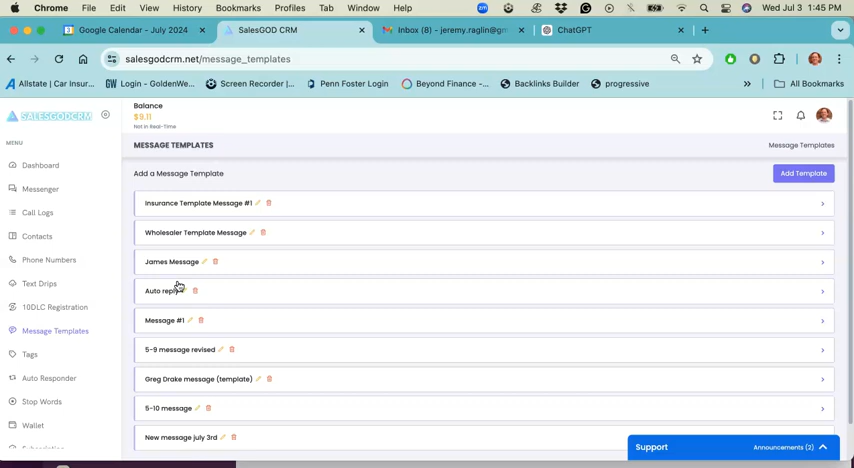 Chrome File Edit View History Bookmarks Profiles Tab Window Help zm Wed Jul 3 1:45 PM
Google Calendar - July 2024 SalesGOD CRM Inbox (8) - jeremy.raglin@gm ChatGPT
salesgodcrm.net/message_templates
Allstate | Car Insur... GW Login - GoldenWe... Screen Recorder |... Penn Foster Login Beyond Finance -... Backlinks Builder progressive » All Bookmarks
SALESGODCRM
Balance
$9.11
Not in Real-Time
MENU
MESSAGE TEMPLATES Message Templates
Dashboard
Messenger
Call Logs
Contacts
Phone Numbers
Text Drips
10DLC Registration
Message Templates
Tags
Auto Responder
Stop Words
Wallet
Subscription
Add a Message Template Add Template
Insurance Template Message #1
Wholesaler Template Message
James Message
Auto reply
Message #1
5-9 message revised
Greg Drake message (template)
5-10 message
New message july 3rd
Support Announcements (2)